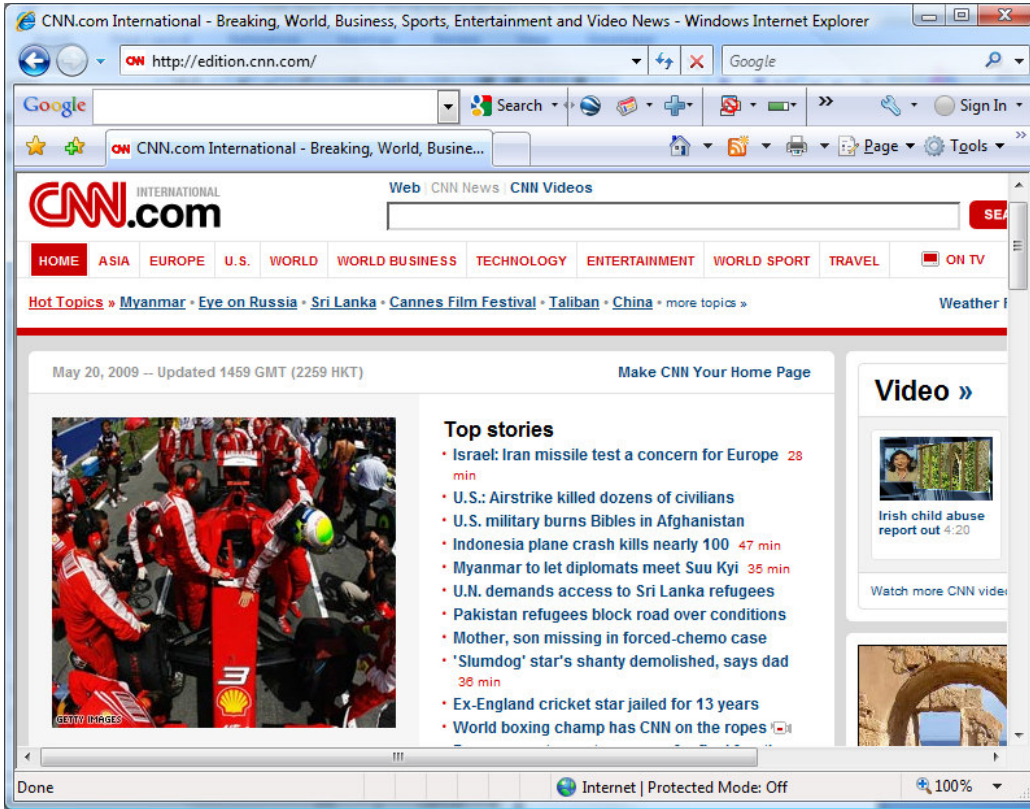 CNN.com International - Breaking, World, Business, Sports, Entertainment and Video News - Windows Internet Explorer
CNN http://edition.cnn.com/
Google
Google
Search
Sign In
CNN CNN.com International - Breaking, World, Busine...
Page
Tools
CNN.com
INTERNATIONAL
Web | CNN News | CNN Videos
SEA
HOME ASIA EUROPE U.S. WORLD WORLD BUSINESS TECHNOLOGY ENTERTAINMENT WORLD SPORT TRAVEL ON TV
Hot Topics » Myanmar • Eye on Russia • Sri Lanka • Cannes Film Festival • Taliban • China • more topics »
Weather F
May 20, 2009 -- Updated 1459 GMT (2259 HKT)
Make CNN Your Home Page
3
GETTY IMAGES
Top stories
• Israel: Iran missile test a concern for Europe 28
min
• U.S.: Airstrike killed dozens of civilians
• U.S. military burns Bibles in Afghanistan
• Indonesia plane crash kills nearly 100 47 min
• Myanmar to let diplomats meet Suu Kyi 35 min
• U.N. demands access to Sri Lanka refugees
• Pakistan refugees block road over conditions
• Mother, son missing in forced-chemo case
• 'Slumdog' star's shanty demolished, says dad
36 min
• Ex-England cricket star jailed for 13 years
• World boxing champ has CNN on the ropes
Video »
Irish child abuse
report out 4:20
Watch more CNN video
Done
Internet | Protected Mode: Off
100%